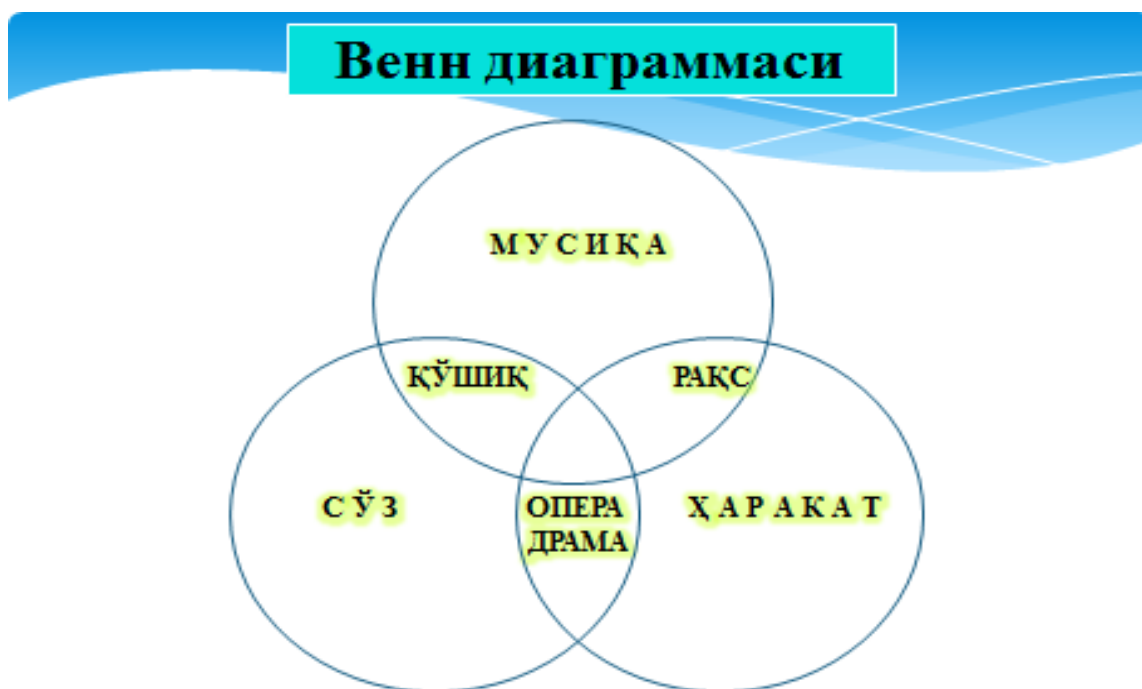 Венн диаграммаси
М У С И Қ А
ҚЎШИҚ
РАҚС
С Ў З
ОПЕРА
ДРАМА
Ҳ А Р А К А Т